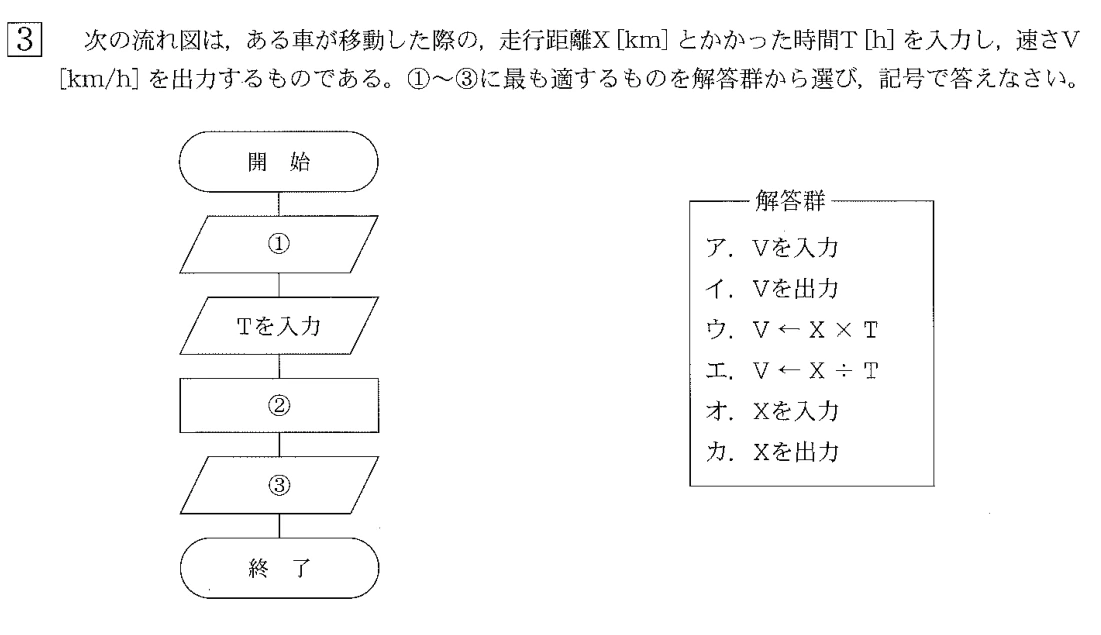 3 次の流れ図は，ある車が移動した際の，走行距離X［km］とかかった時間T［h］を入力し，速さV
［km/h］を出力するものである。①～③に最も適するものを解答群から選び，記号で答えなさい。
開 始
①
Tを入力
②
③
終 了
解答群
ア．Vを入力
イ．Vを出力
ウ．V ← X × T
エ．V ← X ÷ T
オ．Xを入力
カ．Xを出力